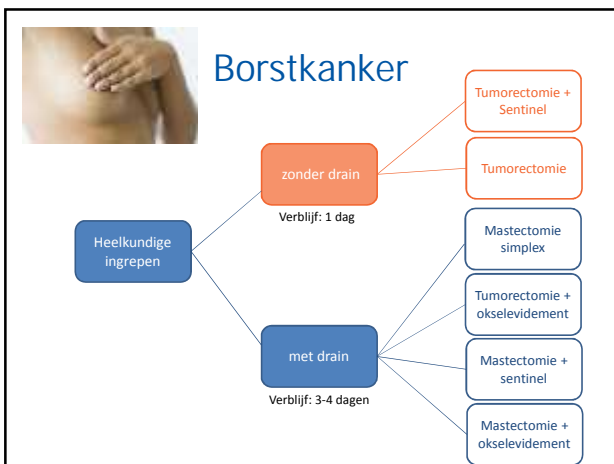 Borstkanker
Heelkundige
ingrepen
zonder drain
Verblijf: 1 dag
Tumorectomie +
Sentinel
Tumorectomie
met drain
Verblijf: 3-4 dagen
Mastectomie
simplex
Tumorectomie +
okselevidement
Mastectomie +
sentinel
Mastectomie +
okselevidement